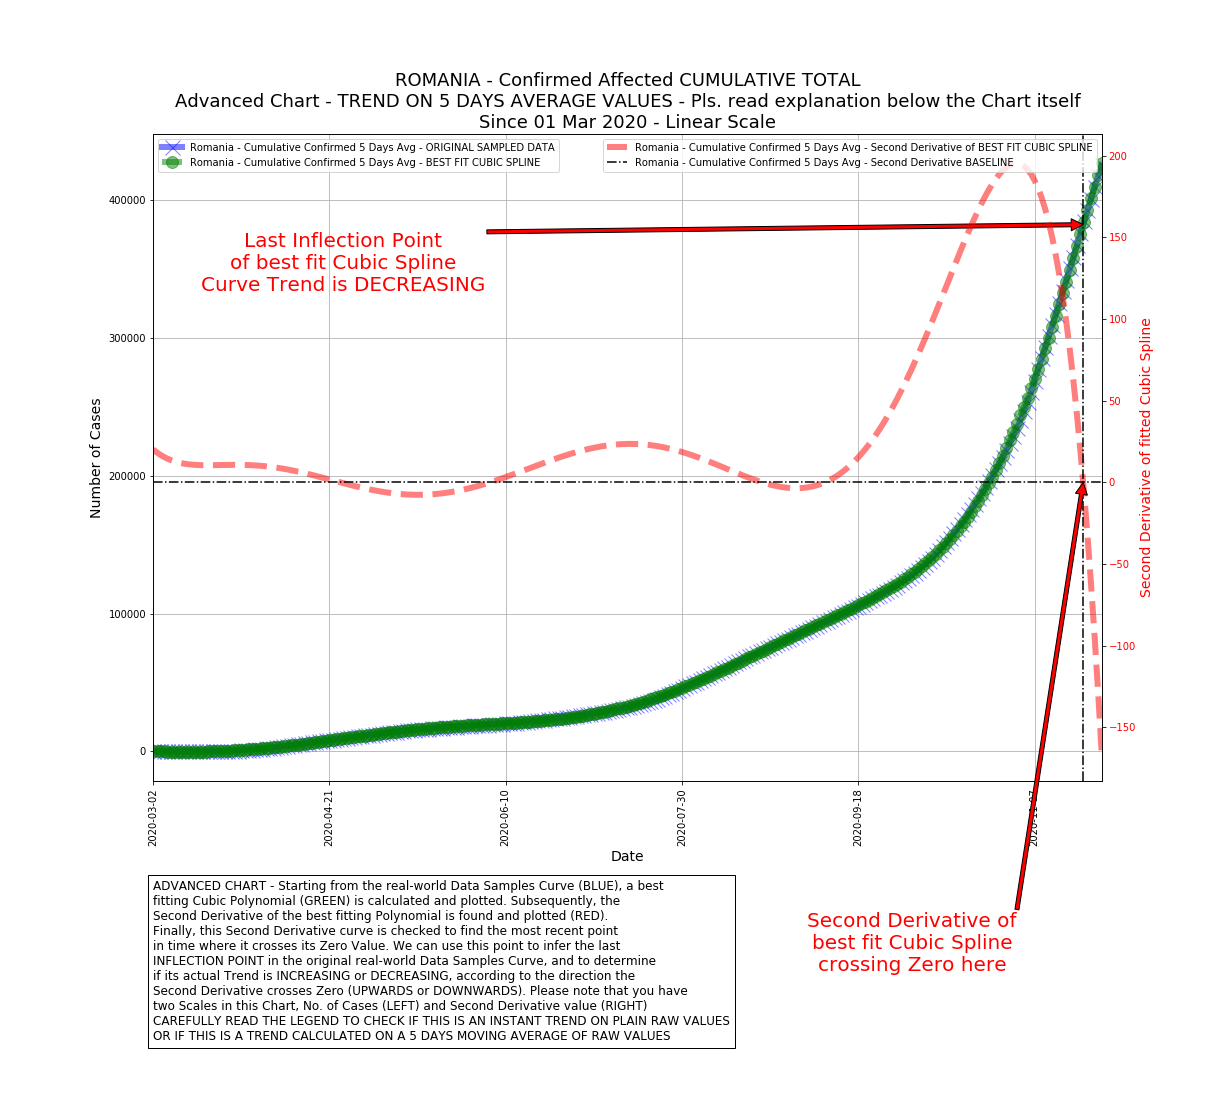 ROMANIA - Confirmed Affected CUMULATIVE TOTAL
Advanced Chart - TREND ON 5 DAYS AVERAGE VALUES - Pls. read explanation below the Chart itself
Since 01 Mar 2020 - Linear Scale
Romania - Cumulative Confirmed 5 Days Avg - ORIGINAL SAMPLED DATA
Romania - Cumulative Confirmed 5 Days Avg - BEST FIT CUBIC SPLINE
Romania - Cumulative Confirmed 5 Days Avg - Second Derivative of BEST FIT CUBIC SPLINE
Romania - Cumulative Confirmed 5 Days Avg - Second Derivative BASELINE
Last Inflection Point
of best fit Cubic Spline
Curve Trend is DECREASING
Number of Cases
400000
300000
200000
100000
0
200
150
100
50
0
−50
−100
−150
Second Derivative of fitted Cubic Spline
2020-03-02
2020-04-21
2020-06-10
2020-07-30
2020-09-18
2020-11-07
Date
Second Derivative of
best fit Cubic Spline
crossing Zero here
ADVANCED CHART - Starting from the real-world Data Samples Curve (BLUE), a best
fitting Cubic Polynomial (GREEN) is calculated and plotted. Subsequently, the
Second Derivative of the best fitting Polynomial is found and plotted (RED).
Finally, this Second Derivative curve is checked to find the most recent point
in time where it crosses its Zero Value. We can use this point to infer the last
INFLECTION POINT in the original real-world Data Samples Curve, and to determine
if its actual Trend is INCREASING or DECREASING, according to the direction the
Second Derivative crosses Zero (UPWARDS or DOWNWARDS). Please note that you have
two Scales in this Chart, No. of Cases (LEFT) and Second Derivative value (RIGHT)
CAREFULLY READ THE LEGEND TO CHECK IF THIS IS AN INSTANT TREND ON PLAIN RAW VALUES
OR IF THIS IS A TREND CALCULATED ON A 5 DAYS MOVING AVERAGE OF RAW VALUES